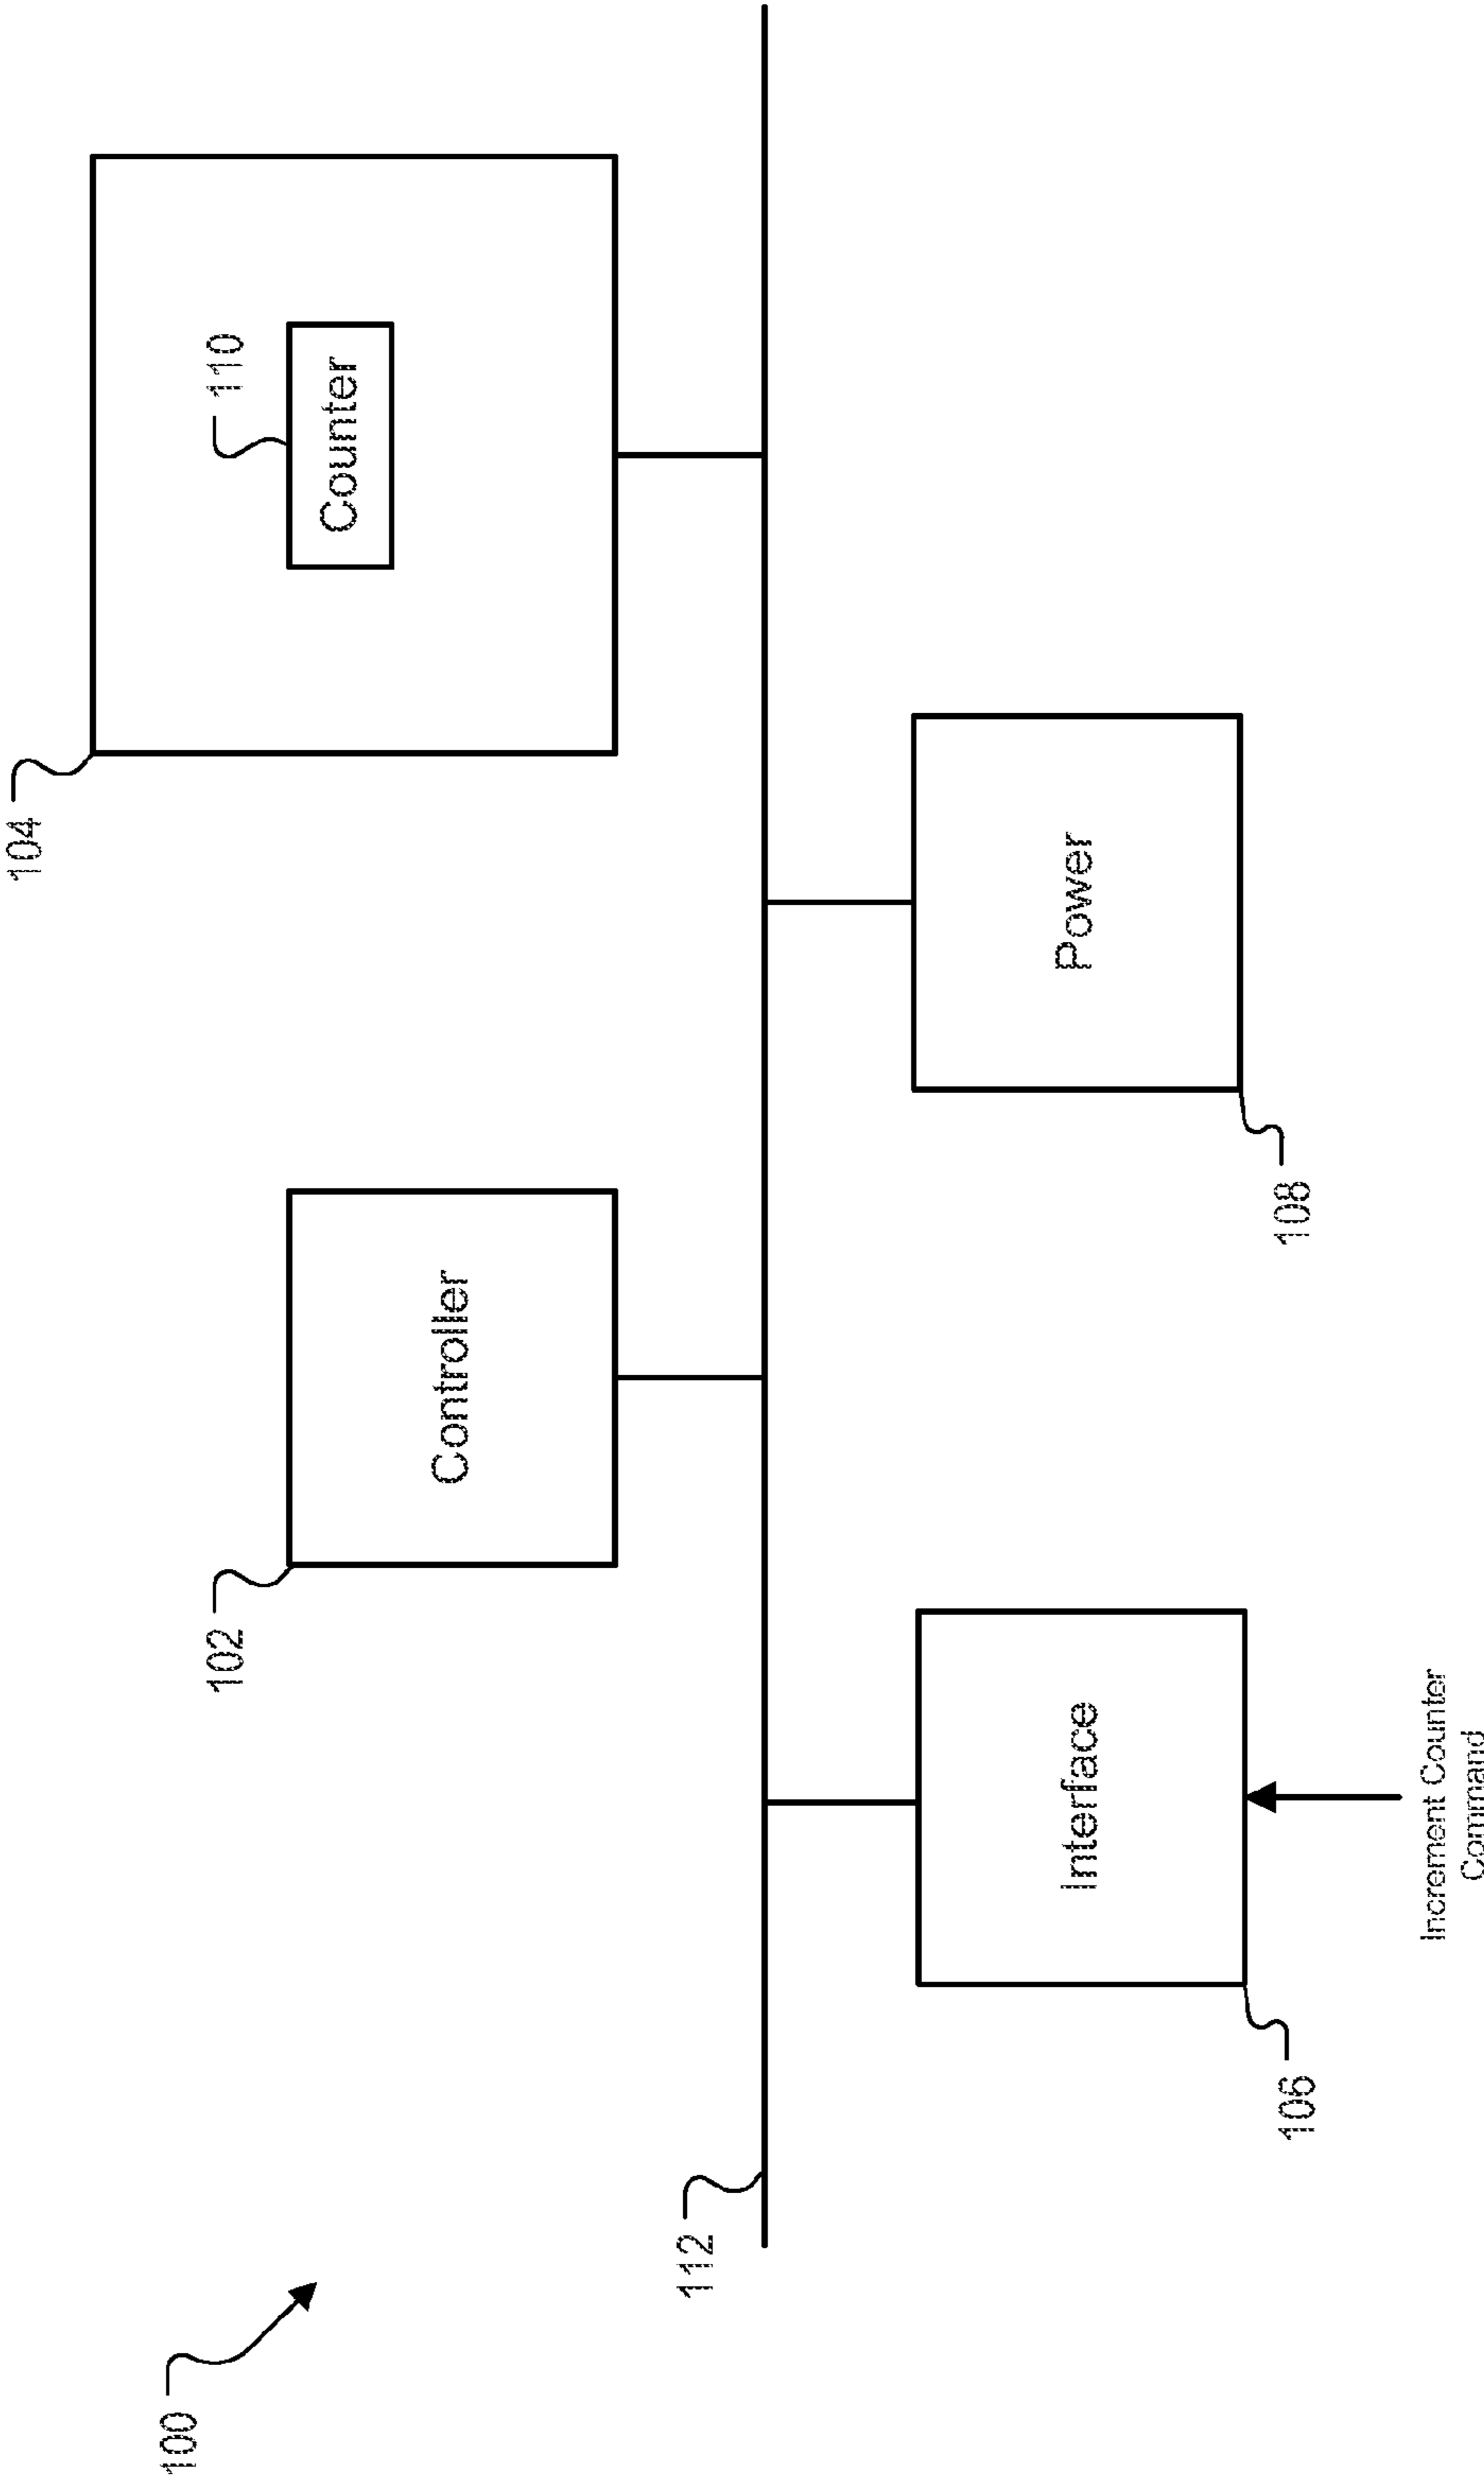 100
102
Controller
104
110
Counter
112
Interface
106
Increment Counter
Command
Power
108